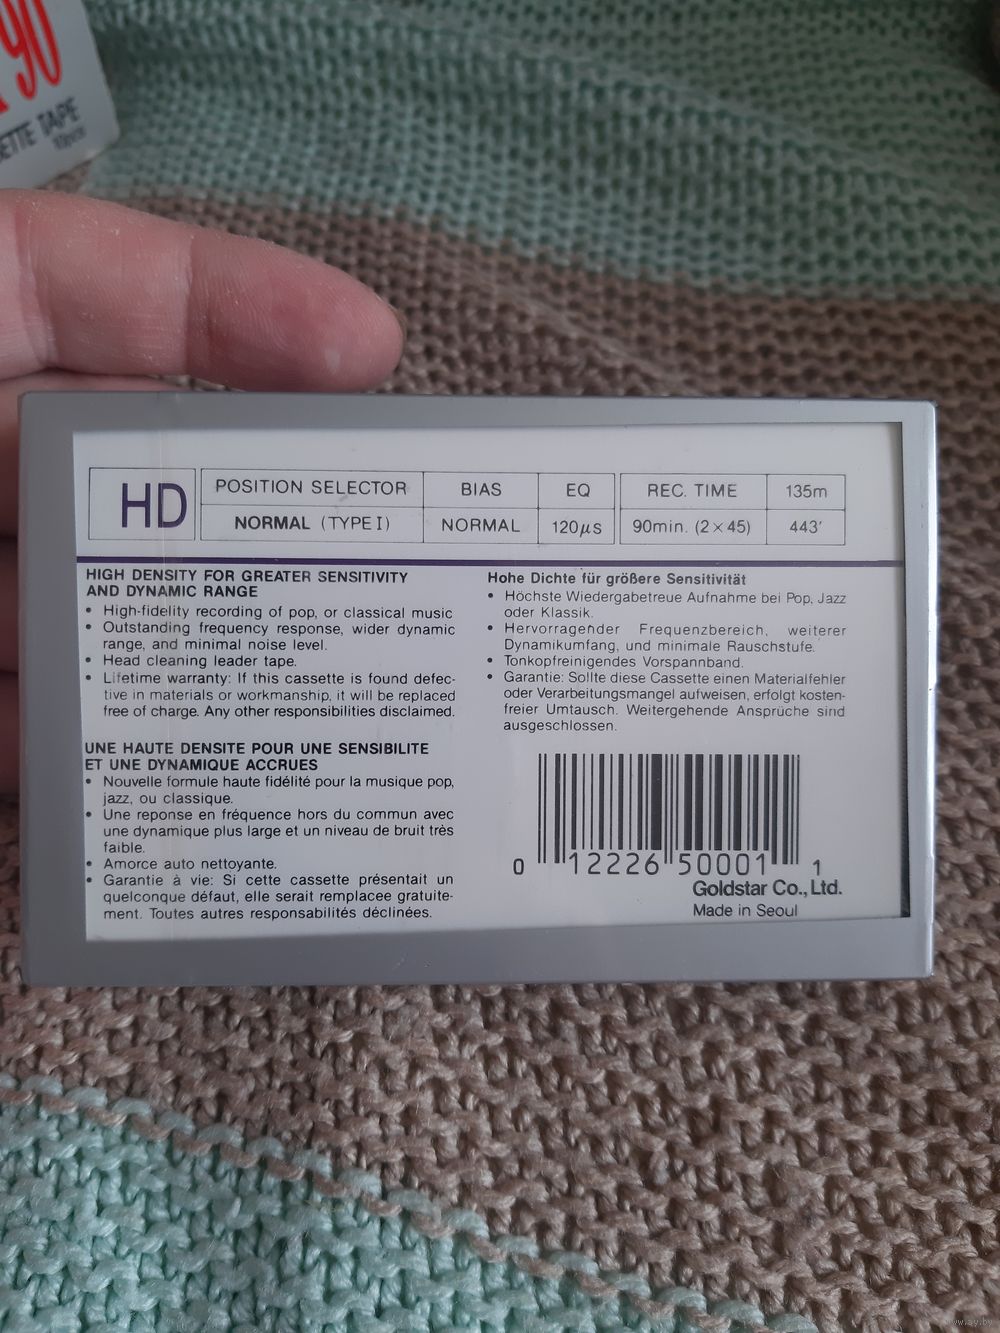 90
ETTE TAPE
HD
POSITION SELECTOR BIAS EQ REC. TIME 135m
NORMAL (TYPE I) NORMAL 120µs 90min. (2×45) 443'
HIGH DENSITY FOR GREATER SENSITIVITY
AND DYNAMIC RANGE
• High-fidelity recording of pop, or classical music
• Outstanding frequency response, wider dynamic
range, and minimal noise level.
• Head cleaning leader tape.
• Lifetime warranty: If this cassette is found defec-
tive in materials or workmanship, it will be replaced
free of charge. Any other responsibilities disclaimed.
UNE HAUTE DENSITE POUR UNE SENSIBILITE
ET UNE DYNAMIQUE ACCRUES
• Nouvelle formule haute fidélité pour la musique pop,
jazz, ou classique.
• Une reponse en fréquence hors du commun avec
une dynamique plus large et un niveau de bruit très
faible.
• Amorce auto nettoyante.
• Garantie à vie: Si cette cassette présentait un
quelconque défaut, elle serait remplacee gratuite-
ment. Toutes autres responsabilités déclinées.
Hohe Dichte für größere Sensitivität
• Höchste Wiedergabetreue Aufnahme bei Pop, Jazz
oder Klassik.
• Hervorragehder Frequenzbereich, weiterer
Dynamikumfang, und minimale Rauschstufe.
• Tonkopfreinigendes Vorspannband.
• Garantie: Sollte diese Cassette einen Materialfehler
oder Verarbeitungsmangel aufweisen, erfolgt kosten-
freier Umtausch. Weitergehende Ansprüche sind
ausgeschlossen.
0 12226 50001 1
Goldstar Co., Ltd.
Made in Seoul
www.ay.by